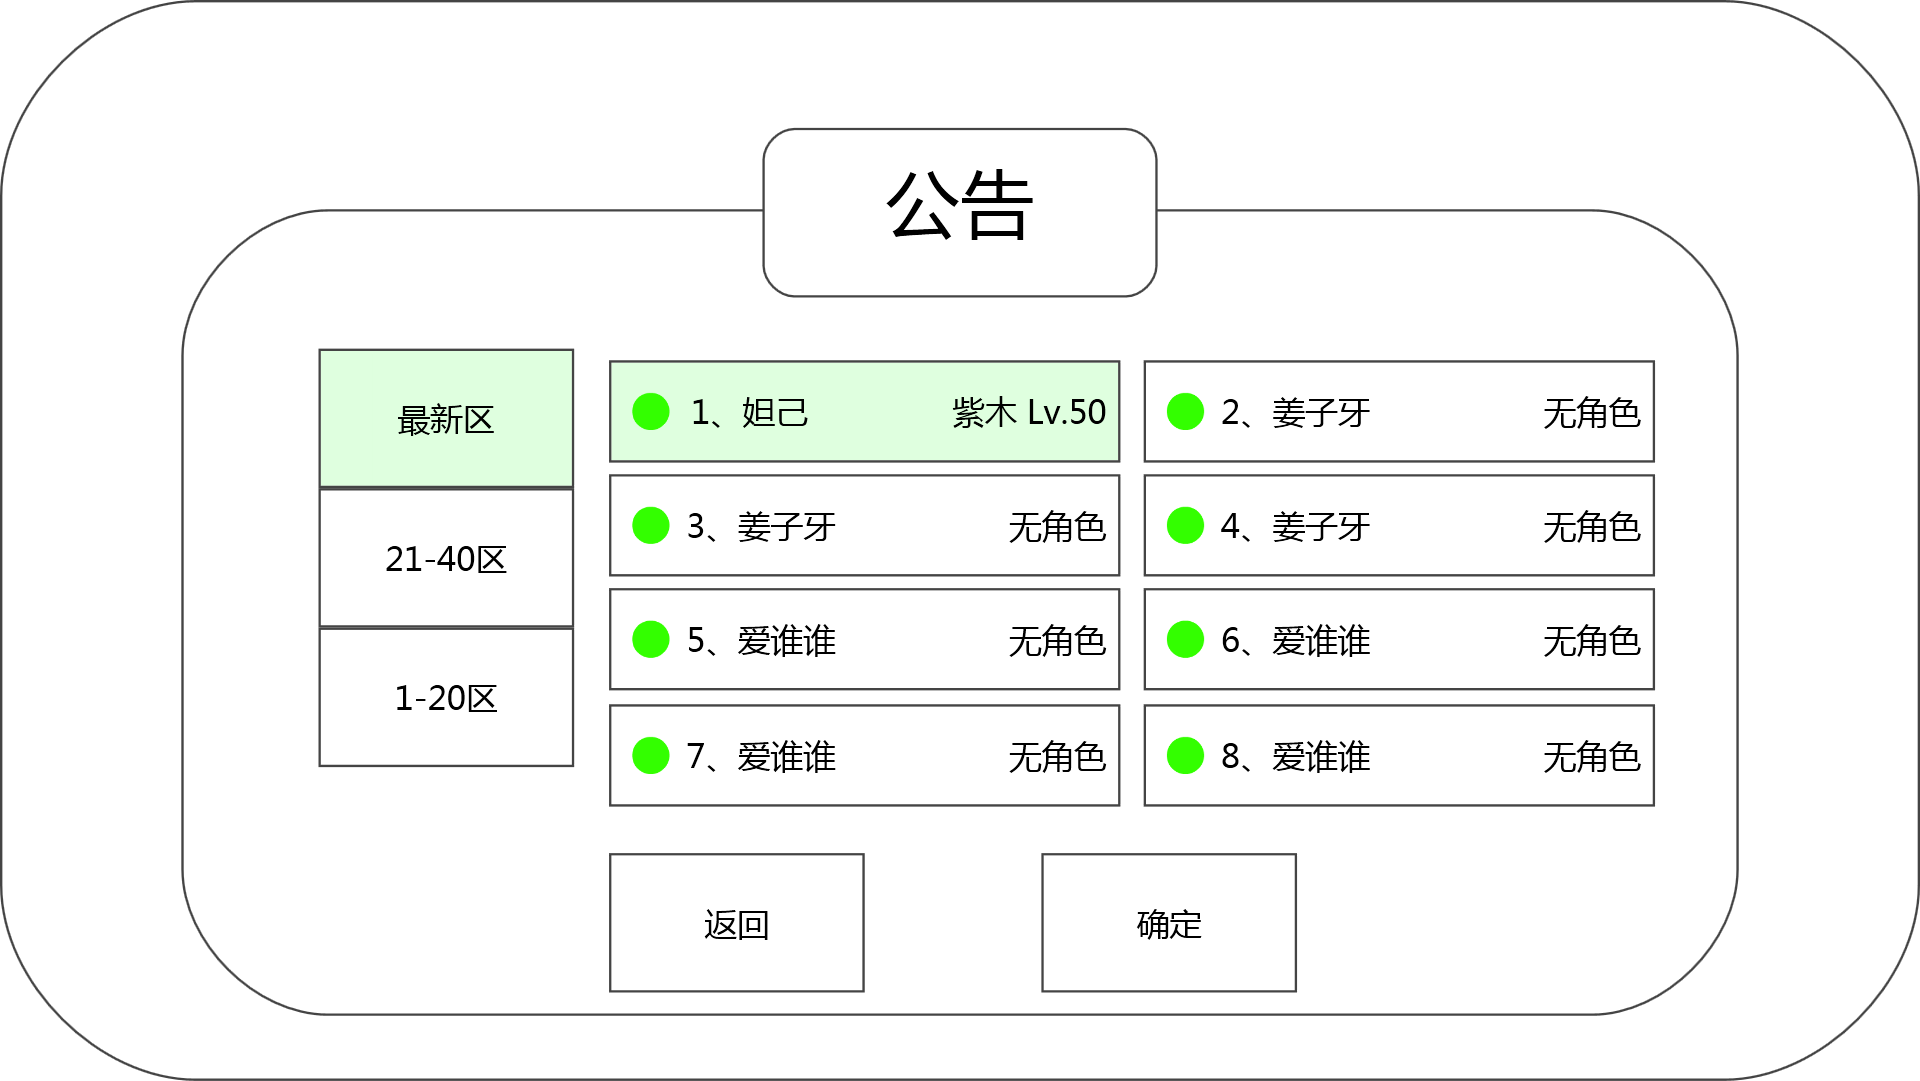 公告
最新区
21-40区
1-20区
1、妲己 紫木 Lv.50
2、姜子牙 无角色
3、姜子牙 无角色
4、姜子牙 无角色
5、爱谁谁 无角色
6、爱谁谁 无角色
7、爱谁谁 无角色
8、爱谁谁 无角色
返回
确定